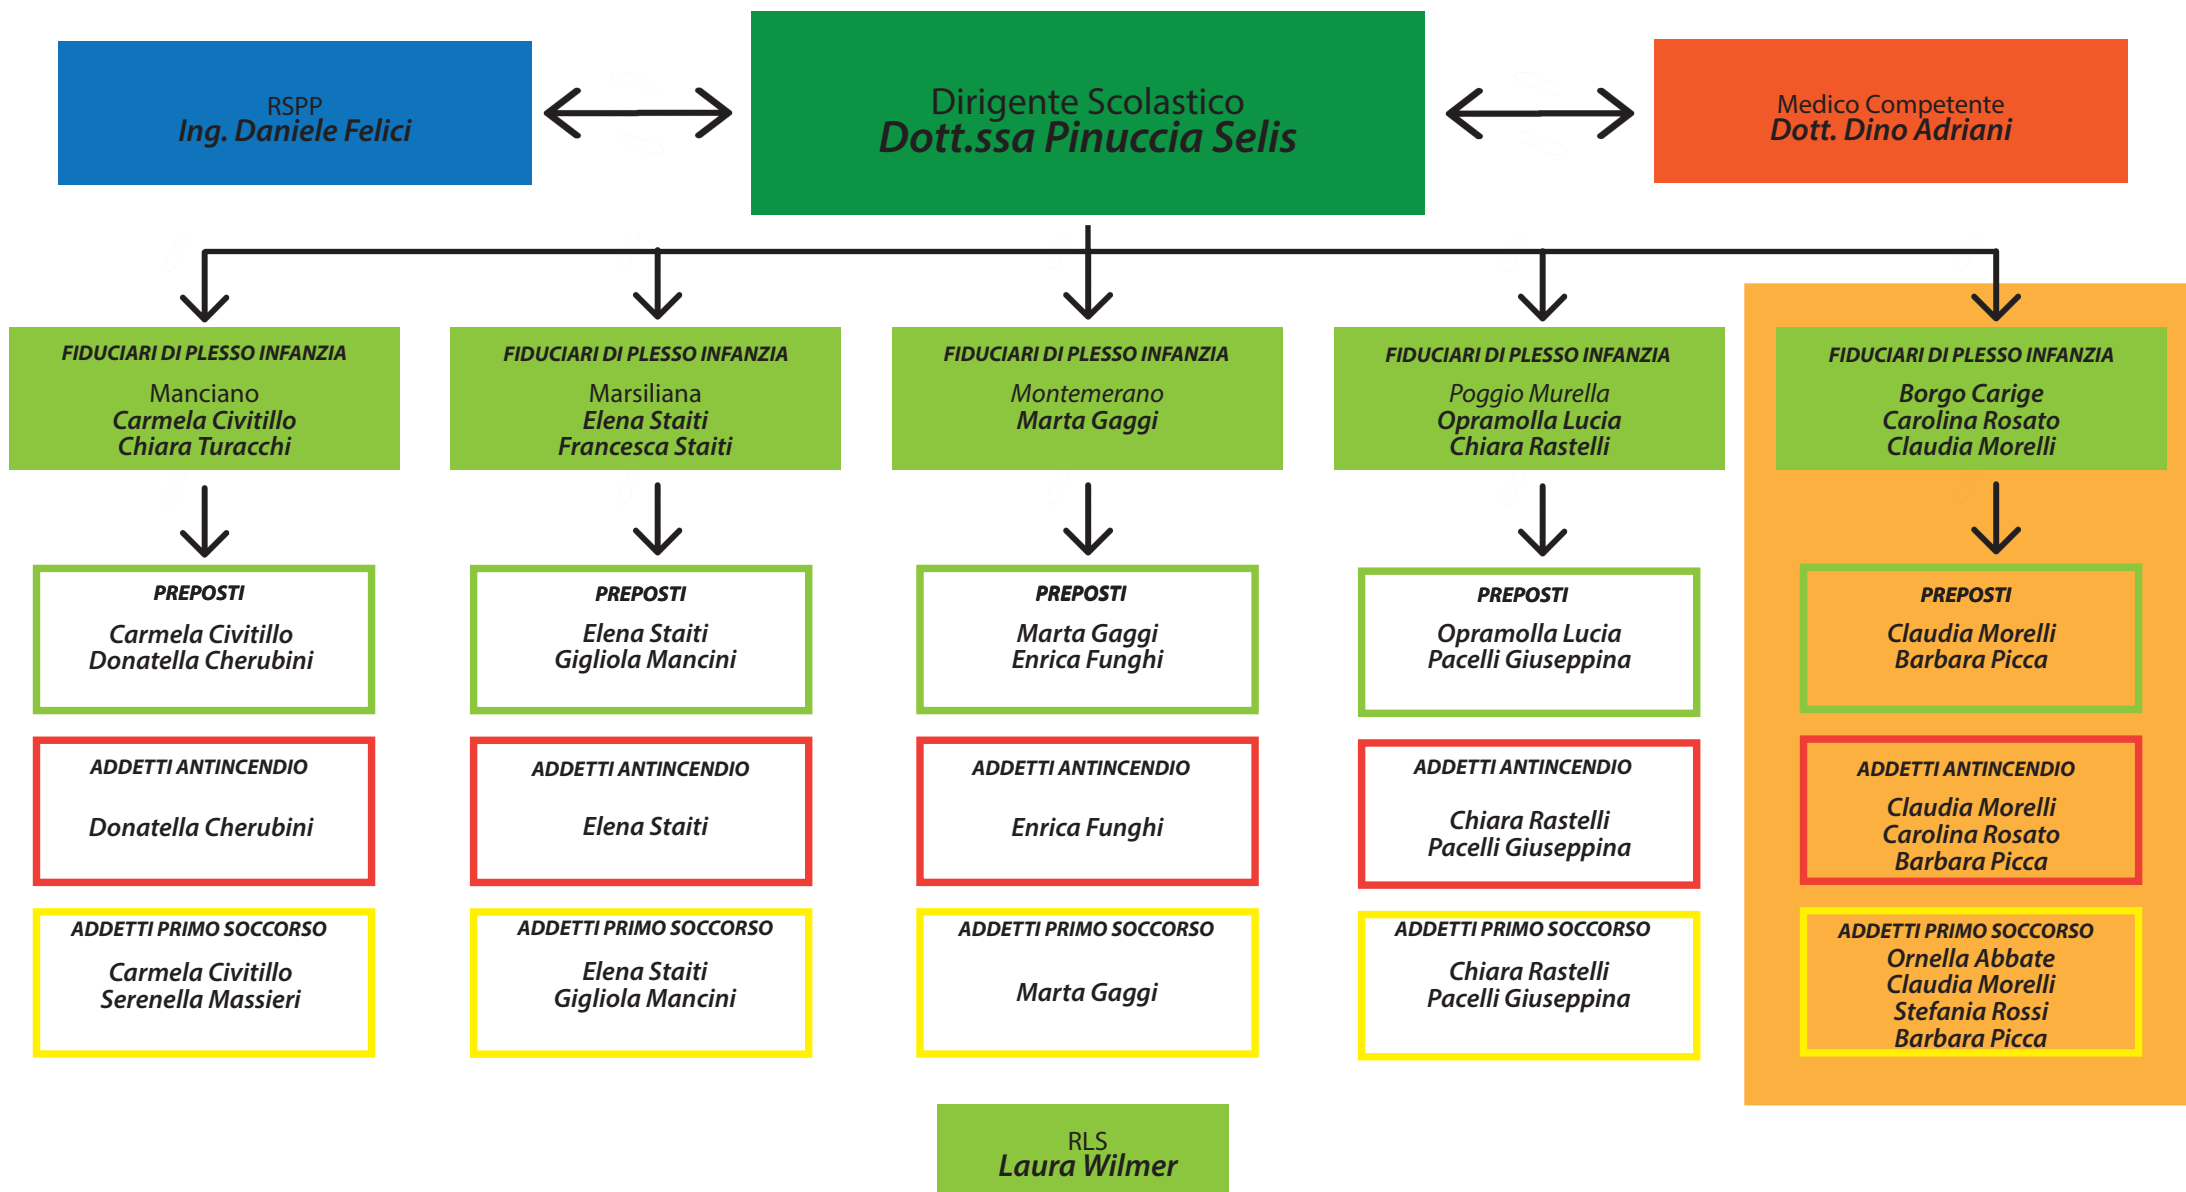 RSPP
Ing. Daniele Felici
Dirigente Scolastico
Dott.ssa Pinuccia Selis
Medico Competente
Dott. Dino Adriani
FIDUCIARI DI PLESSO INFANZIA
Manciano
Carmela Civitillo
Chiara Turacchi
FIDUCIARI DI PLESSO INFANZIA
Marsiliana
Elena Staiti
Francesca Staiti
FIDUCIARI DI PLESSO INFANZIA
Montemerano
Marta Gaggi
FIDUCIARI DI PLESSO INFANZIA
Poggio Murella
Opramolla Lucia
Chiara Rastelli
FIDUCIARI DI PLESSO INFANZIA
Borgo Carige
Carolina Rosato
Claudia Morelli
PREPOSTI
Carmela Civitillo
Donatella Cherubini
PREPOSTI
Elena Staiti
Gigliola Mancini
PREPOSTI
Marta Gaggi
Enrica Funghi
PREPOSTI
Opramolla Lucia
Pacelli Giuseppina
PREPOSTI
Claudia Morelli
Barbara Picca
ADDETTI ANTINCENDIO
Donatella Cherubini
ADDETTI ANTINCENDIO
Elena Staiti
ADDETTI ANTINCENDIO
Enrica Funghi
ADDETTI ANTINCENDIO
Chiara Rastelli
Pacelli Giuseppina
ADDETTI ANTINCENDIO
Claudia Morelli
Carolina Rosato
Barbara Picca
ADDETTI PRIMO SOCCORSO
Carmela Civitillo
Serenella Massieri
ADDETTI PRIMO SOCCORSO
Elena Staiti
Gigliola Mancini
ADDETTI PRIMO SOCCORSO
Marta Gaggi
ADDETTI PRIMO SOCCORSO
Chiara Rastelli
Pacelli Giuseppina
ADDETTI PRIMO SOCCORSO
Ornella Abbate
Claudia Morelli
Stefania Rossi
Barbara Picca
RLS
Laura Wilmer